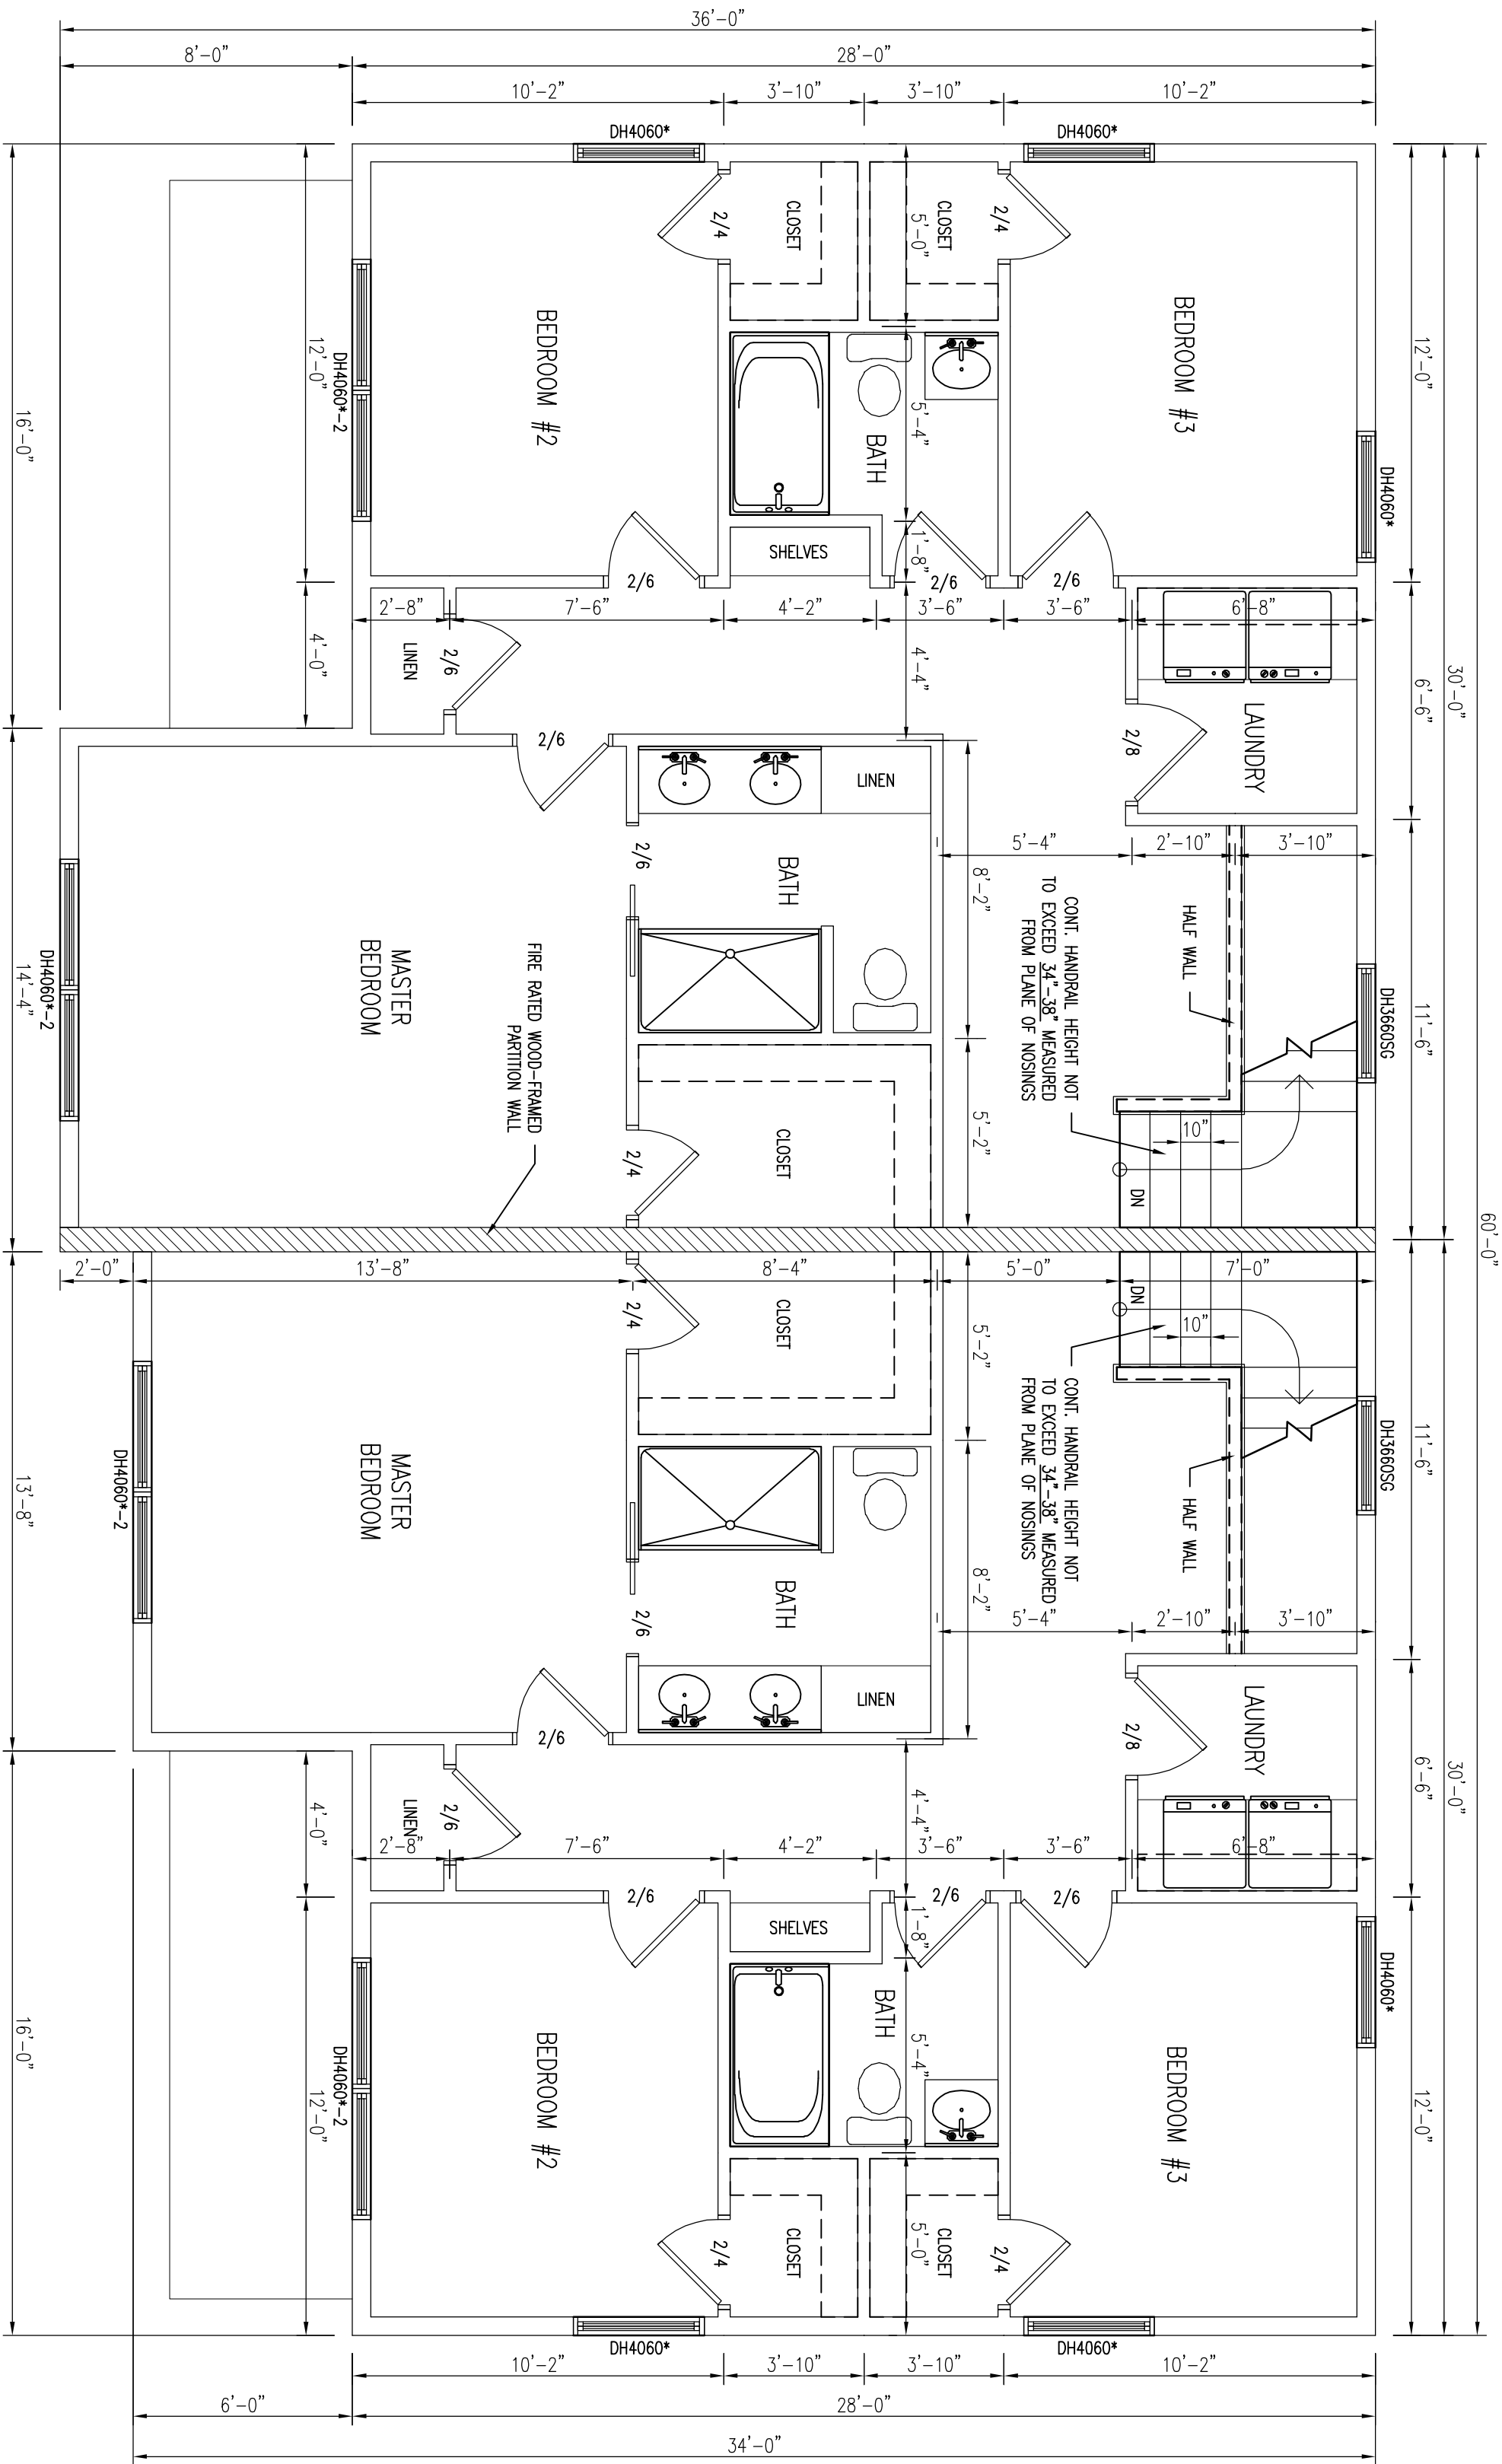 36'-0"
8'-0"
28'-0"
10'-2"
3'-10"
3'-10"
10'-2"
DH4060*
DH4060*
60'-0"
30'-0"
12'-0"
6'-6"
11'-6"
DH4060*
DH3660SG
BEDROOM #3
2/4
CLOSET
5'-0"
CLOSET
2/4
BEDROOM #2
DH4060*-2
12'-0"
16'-0"
5'-4"
BATH
1'-8"
SHELVES
2/6
2/6
2/6
2'-8"
7'-6"
4'-2"
3'-6"
3'-6"
6'-8"
4'-0"
LINEN
2/6
4'-4"
LAUNDRY
2/8
2/6
LINEN
BATH
2/6
8'-2"
5'-4"
2'-10"
3'-10"
CONT. HANDRAIL HEIGHT NOT
TO EXCEED 34"-38" MEASURED
FROM PLANE OF NOSINGS
HALF WALL
MASTER
BEDROOM
DH4060*-2
14'-4"
FIRE RATED WOOD-FRAMED
PARTITION WALL
5'-2"
CLOSET
2/4
10"
DN
2'-0"
13'-8"
8'-4"
5'-0"
7'-0"
30'-0"
11'-6"
6'-6"
12'-0"
DH3660SG
DH4060*
DN
10"
CLOSET
2/4
5'-2"
CONT. HANDRAIL HEIGHT NOT
TO EXCEED 34"-38" MEASURED
FROM PLANE OF NOSINGS
HALF WALL
MASTER
BEDROOM
DH4060*-2
13'-8"
8'-2"
BATH
2/6
5'-4"
2'-10"
3'-10"
LINEN
2/6
LAUNDRY
2/8
4'-4"
4'-0"
LINEN
2/6
2'-8"
7'-6"
4'-2"
3'-6"
3'-6"
6'-8"
2/6
2/6
2/6
1'-8"
SHELVES
BATH
5'-4"
BEDROOM #3
BEDROOM #2
DH4060*-2
12'-0"
16'-0"
CLOSET
2/4
5'-0"
CLOSET
2/4
DH4060*
DH4060*
10'-2"
3'-10"
3'-10"
10'-2"
6'-0"
28'-0"
34'-0"